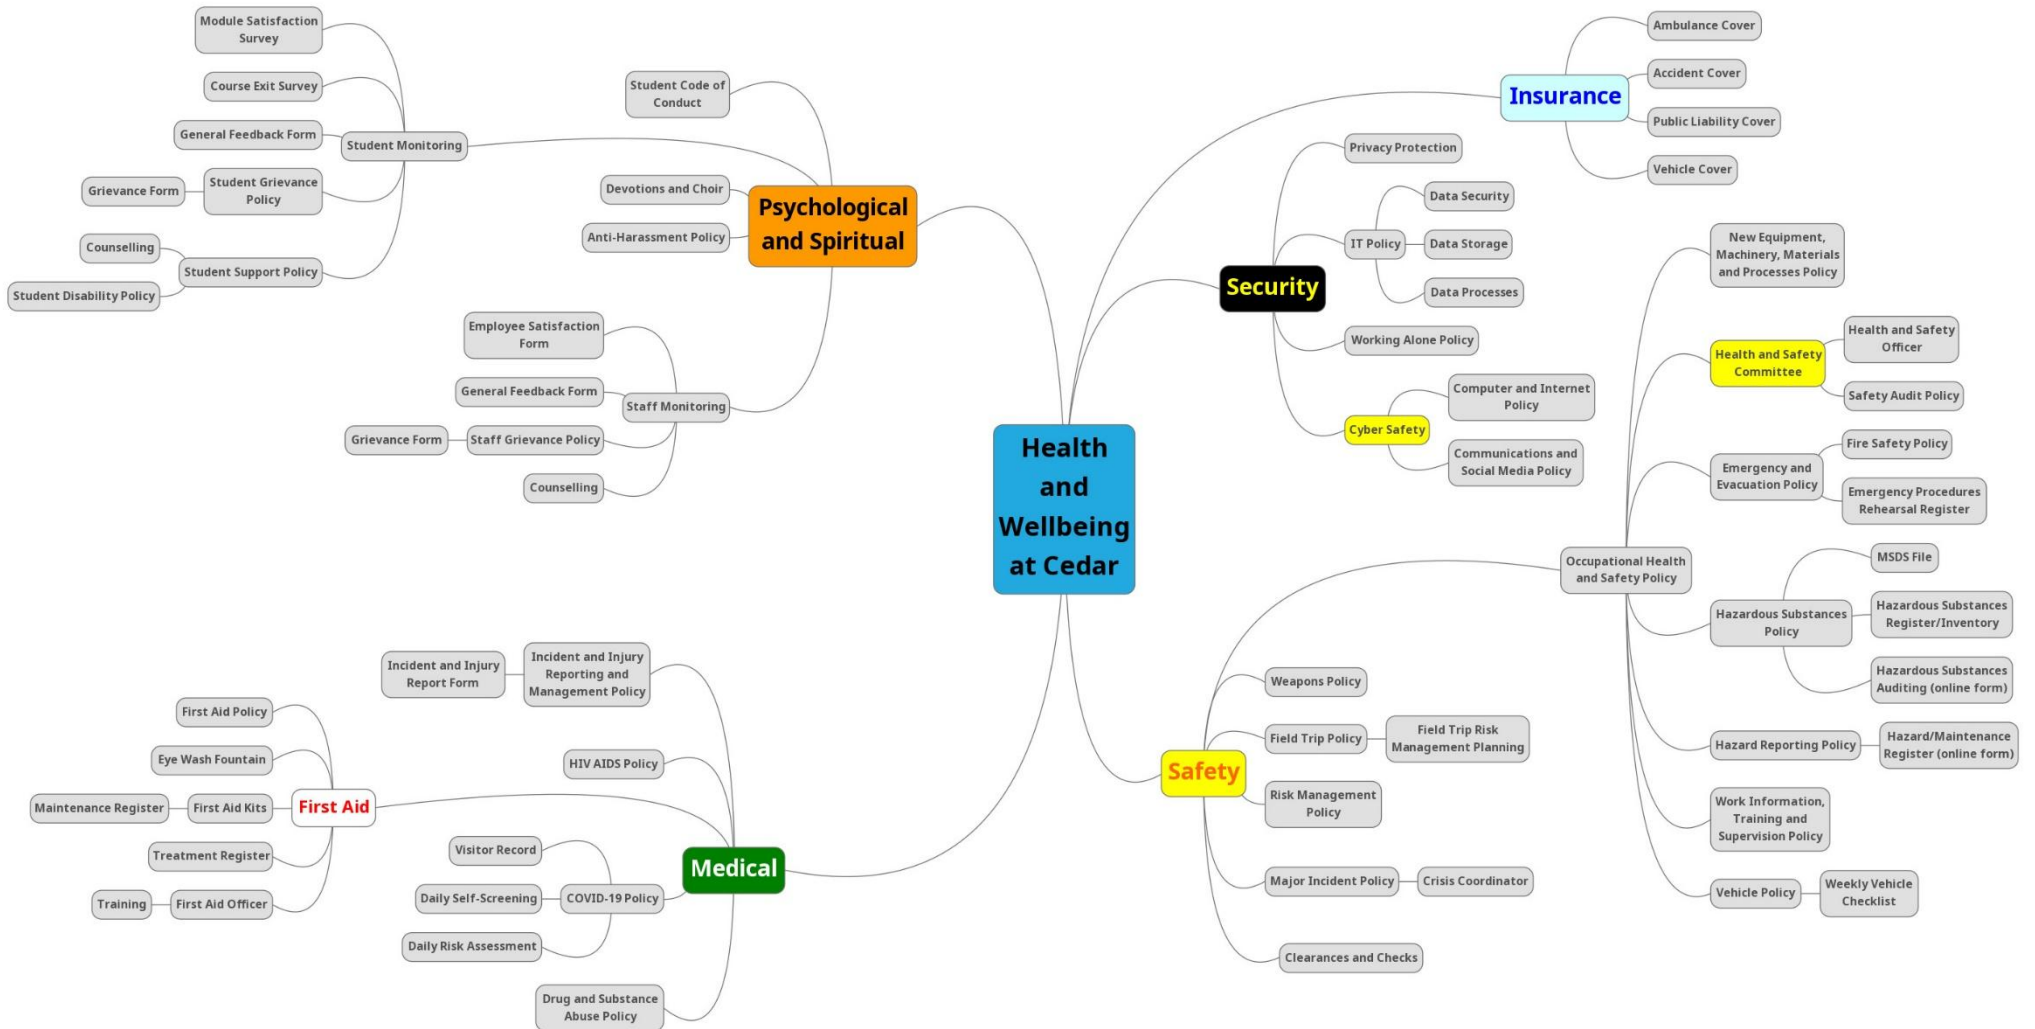 Health
and
Wellbeing
at Cedar
Psychological
and Spiritual
Student Code of
Conduct
Student Monitoring
Module Satisfaction
Survey
Course Exit Survey
General Feedback Form
Student Grievance
Policy
Grievance Form
Student Support Policy
Counselling
Student Disability Policy
Devotions and Choir
Anti-Harassment Policy
Staff Monitoring
Employee Satisfaction
Form
General Feedback Form
Staff Grievance Policy
Grievance Form
Counselling
Medical
Incident and Injury
Reporting and
Management Policy
Incident and Injury
Report Form
HIV AIDS Policy
First Aid
First Aid Policy
Eye Wash Fountain
First Aid Kits
Maintenance Register
Treatment Register
First Aid Officer
Training
COVID-19 Policy
Visitor Record
Daily Self-Screening
Daily Risk Assessment
Drug and Substance
Abuse Policy
Insurance
Ambulance Cover
Accident Cover
Public Liability Cover
Vehicle Cover
Security
Privacy Protection
IT Policy
Data Security
Data Storage
Data Processes
Working Alone Policy
Cyber Safety
Computer and Internet
Policy
Communications and
Social Media Policy
Safety
Occupational Health
and Safety Policy
New Equipment,
Machinery, Materials
and Processes Policy
Health and Safety
Committee
Health and Safety
Officer
Safety Audit Policy
Emergency and
Evacuation Policy
Fire Safety Policy
Emergency Procedures
Rehearsal Register
Hazardous Substances
Policy
MSDS File
Hazardous Substances
Register/Inventory
Hazardous Substances
Auditing (online form)
Hazard Reporting Policy
Hazard/Maintenance
Register (online form)
Work Information,
Training and
Supervision Policy
Vehicle Policy
Weekly Vehicle
Checklist
Weapons Policy
Field Trip Policy
Field Trip Risk
Management Planning
Risk Management
Policy
Major Incident Policy
Crisis Coordinator
Clearances and Checks